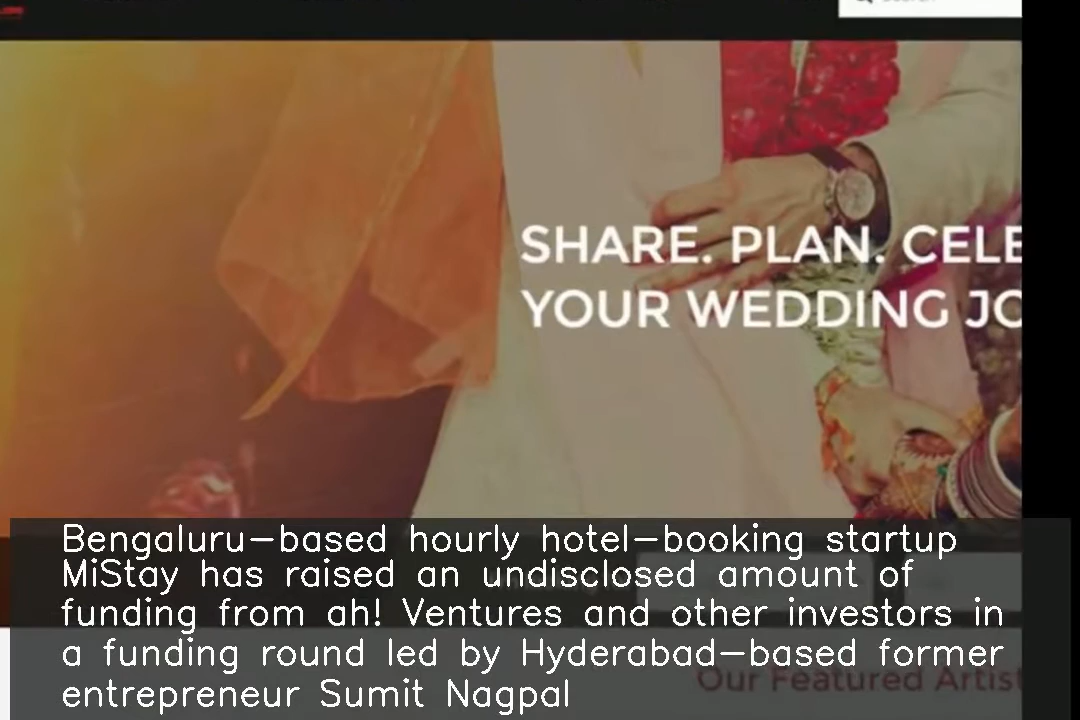 SHARE. PLAN. CELE
YOUR WEDDING JO
Bengaluru-based hourly hotel-booking startup
MiStay has raised an undisclosed amount of
funding from ah! Ventures and other investors in
a funding round led by Hyderabad-based former
entrepreneur Sumit Nagpal
Our Featured Artist